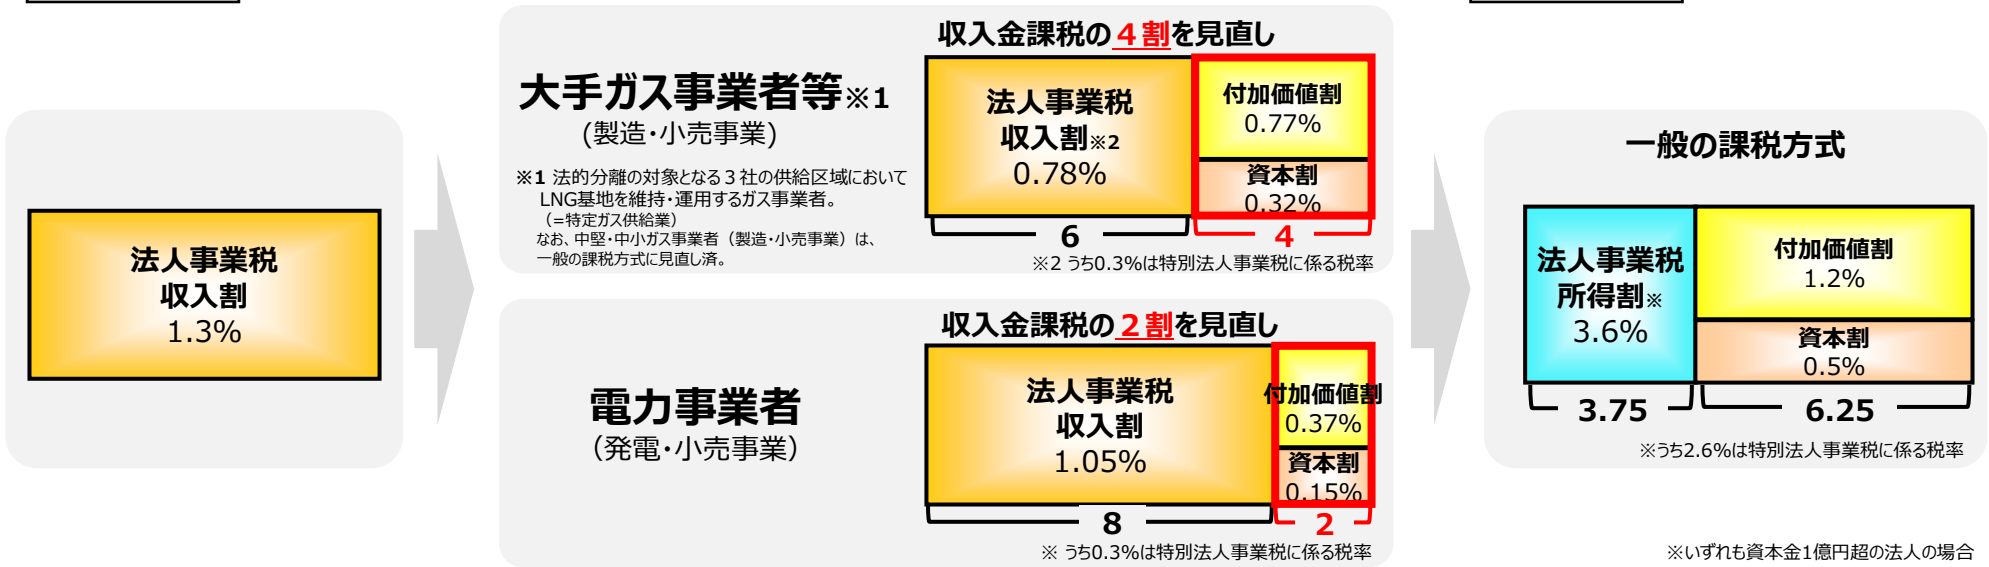 法人事業税
収入割
1.3%
収入金課税の４割を見直し
大手ガス事業者等※1
(製造・小売事業)
※1 法的分離の対象となる３社の供給区域において
LNG基地を維持・運用するガス事業者。
（=特定ガス供給業）
なお、中堅・中小ガス事業者（製造・小売事業）は、
一般の課税方式に見直し済。
法人事業税
収入割※2
0.78%
付加価値割
0.77%
資本割
0.32%
6
4
※2 うち0.3%は特別法人事業税に係る税率
収入金課税の２割を見直し
電力事業者
（発電・小売事業）
法人事業税
収入割
1.05%
付加価値割
0.37%
資本割
0.15%
8
2
※ うち0.3%は特別法人事業税に係る税率
一般の課税方式
法人事業税
所得割※
3.6%
付加価値割
1.2%
資本割
0.5%
3.75
6.25
※うち2.6%は特別法人事業税に係る税率
※いずれも資本金1億円超の法人の場合